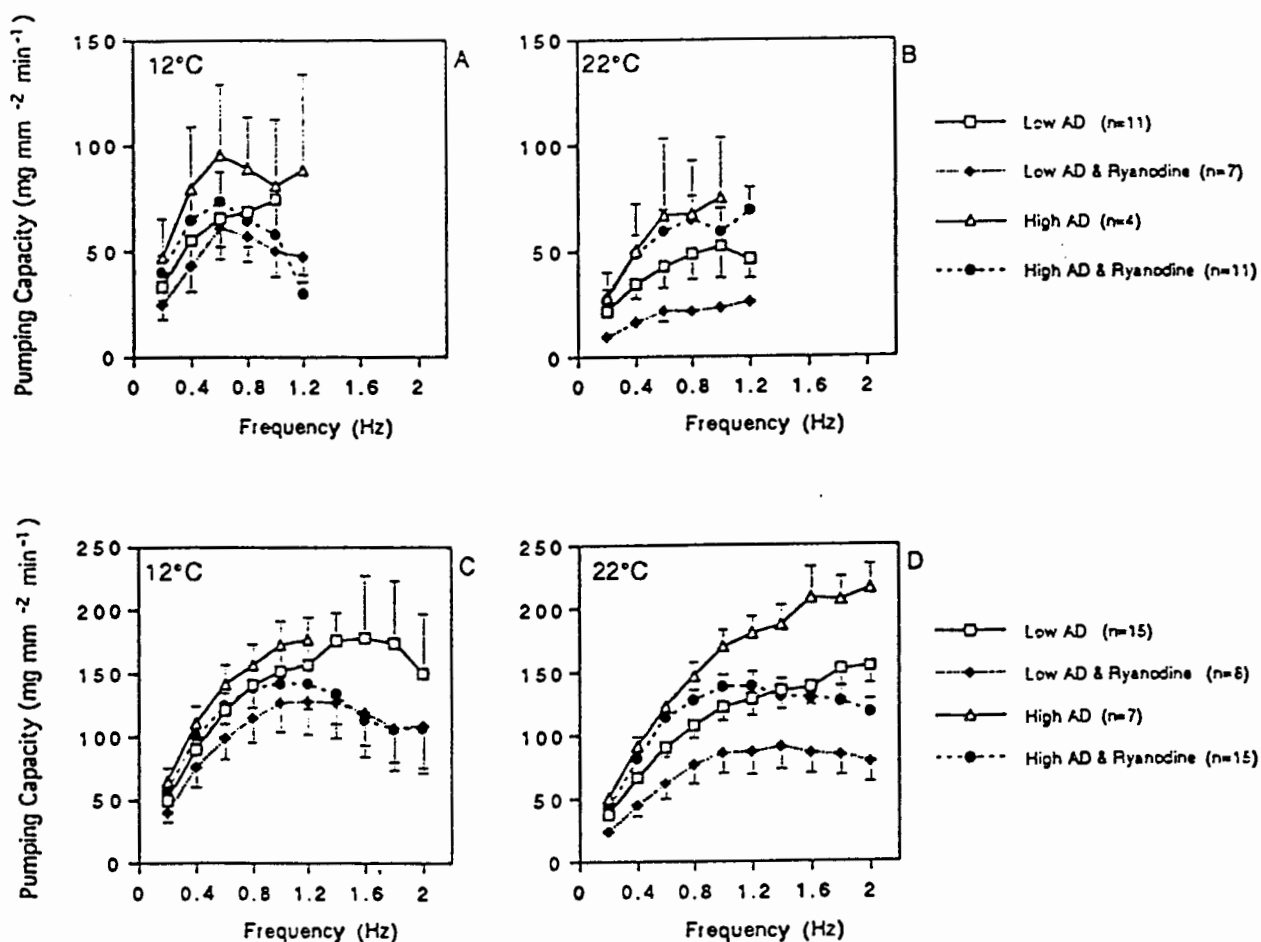 12°C
A
150
100
50
0
0 0.4 0.8 1.2 1.6 2
Frequency (Hz)
Pumping Capacity (mg mm -2 min-1)
22°C
B
150
100
50
0
0 0.4 0.8 1.2 1.6 2
Frequency (Hz)
Low AD (n=11)
Low AD & Ryanodine (n=7)
High AD (n=4)
High AD & Ryanodine (n=11)
12°C
C
250
200
150
100
50
0
0 0.4 0.8 1.2 1.6 2
Frequency (Hz)
Pumping Capacity (mg mm -2 min-1)
22°C
D
250
200
150
100
50
0
0 0.4 0.8 1.2 1.6 2
Frequency (Hz)
Low AD (n=15)
Low AD & Ryanodine (n=8)
High AD (n=7)
High AD & Ryanodine (n=15)